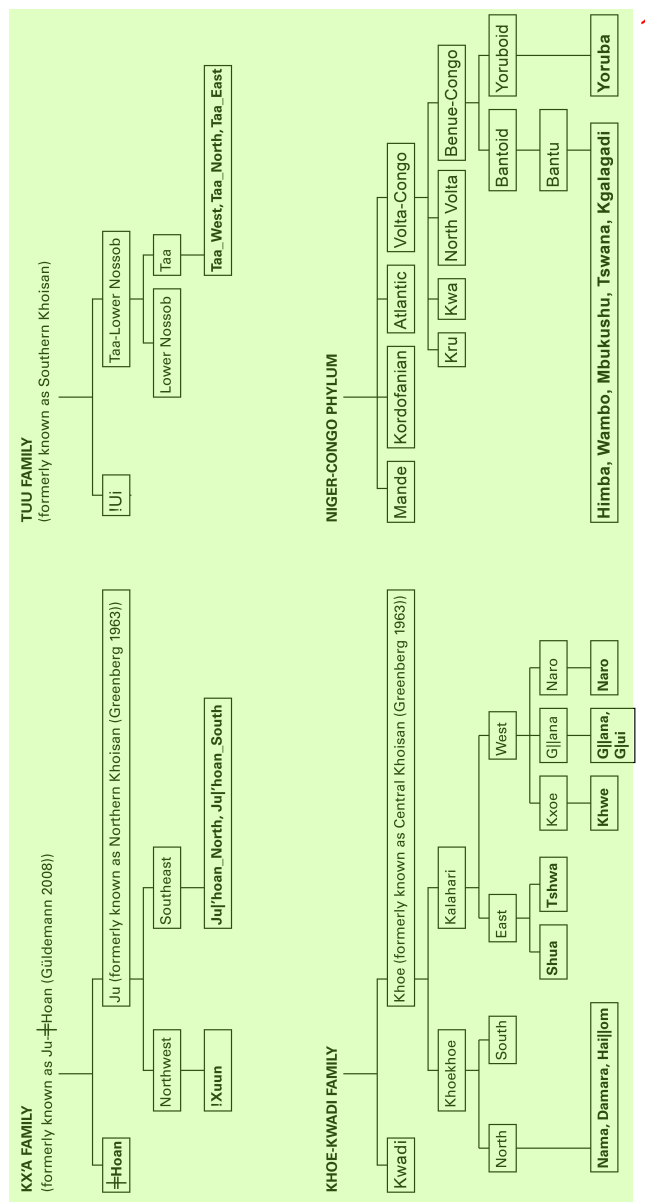 KX'A FAMILY
(formerly known as Ju-ǂHoan (Güldemann 2008))
ǂHoan
Ju (formerly known as Northern Khoisan (Greenberg 1963))
Northwest
Southeast
!Xuun
Ju|'hoan_North, Ju|'hoan_South
TUU FAMILY
(formerly known as Southern Khoisan)
!Ui
Taa-Lower Nossob
Lower Nossob
Taa
Taa_West, Taa_North, Taa_East
KHOE-KWADI FAMILY
Kwadi
Khoe (formerly known as Central Khoisan (Greenberg 1963))
Khoekhoe
Kalahari
North
South
East
West
Shua
Tshwa
Kxoe
G||ana
Naro
Nama, Damara, Hai||om
Khwe
G||ana,
G|ui
Naro
NIGER-CONGO PHYLUM
Mande
Kordofanian
Atlantic
Volta-Congo
Kru
Kwa
North Volta
Benue-Congo
Bantoid
Yoruboid
Bantu
Himba, Wambo, Mbukushu, Tswana, Kgalagadi
Yoruba